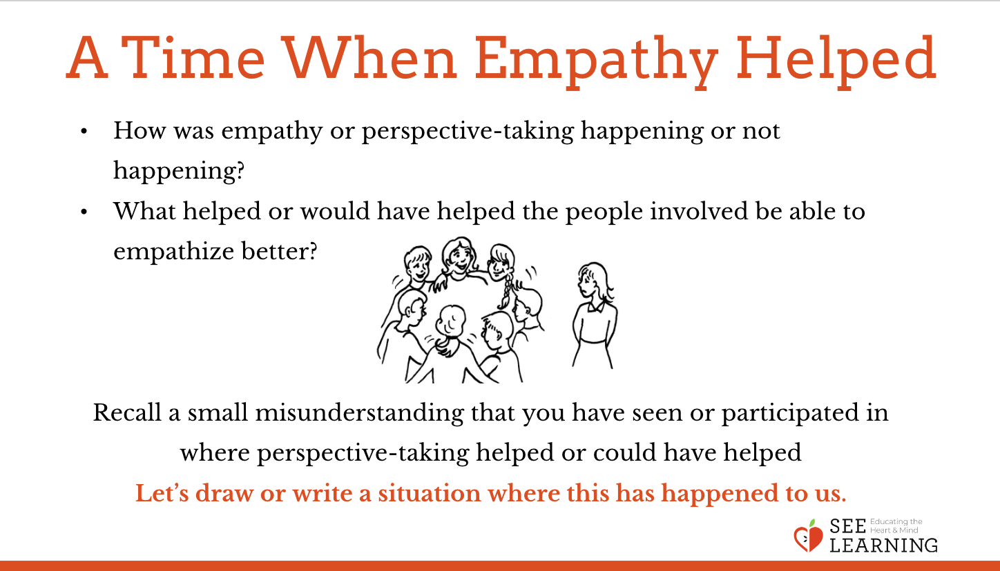 A Time When Empathy Helped
• How was empathy or perspective-taking happening or not
happening?
• What helped or would have helped the people involved be able to
empathize better?
Recall a small misunderstanding that you have seen or participated in
where perspective-taking helped or could have helped
Let’s draw or write a situation where this has happened to us.
SEE Educating the
Heart & Mind
LEARNING